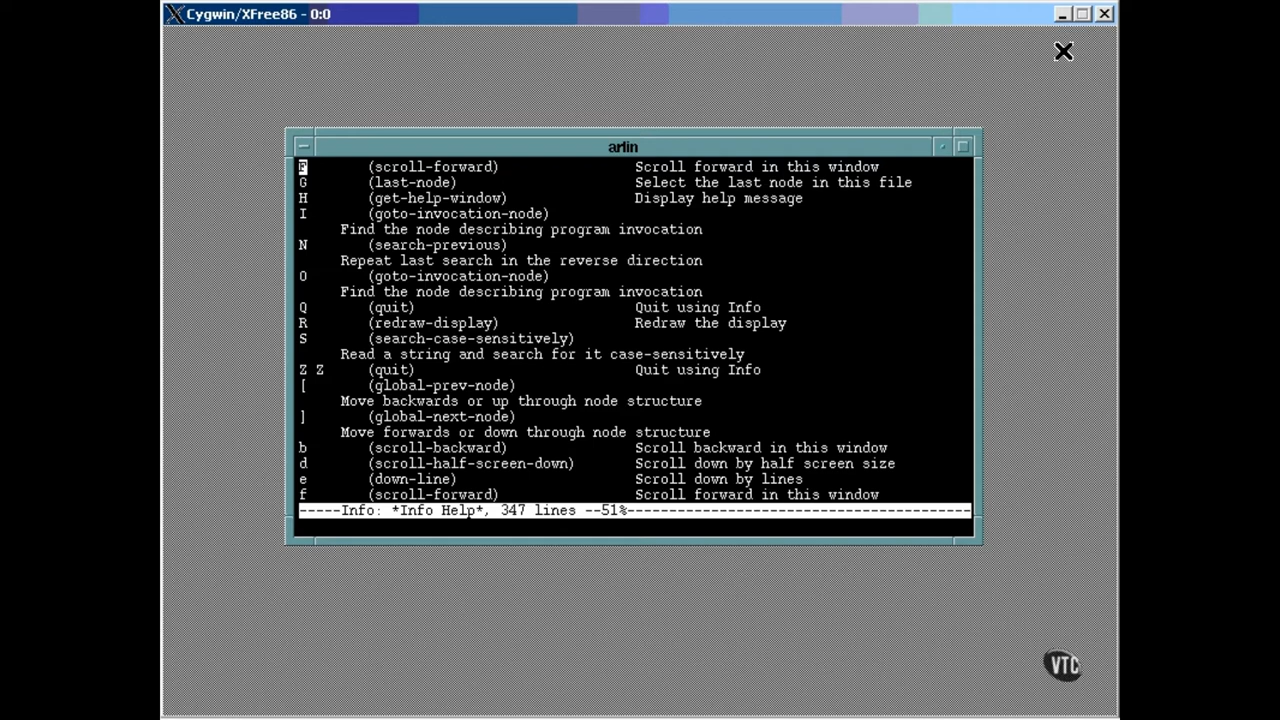 Cygwin/XFree86 - 0:0
arlin
F (scroll-forward) Scroll forward in this window
G (last-node) Select the last node in this file
H (get-help-window) Display help message
I (goto-invocation-node)
Find the node describing program invocation
N (search-previous)
Repeat last search in the reverse direction
O (goto-invocation-node)
Find the node describing program invocation
Q (quit) Quit using Info
R (redraw-display) Redraw the display
S (search-case-sensitively)
Read a string and search for it case-sensitively
Z Z (quit) Quit using Info
[ (global-prev-node)
Move backwards or up through node structure
] (global-next-node)
Move forwards or down through node structure
b (scroll-backward) Scroll backward in this window
d (scroll-half-screen-down) Scroll down by half screen size
e (down-line) Scroll down by lines
f (scroll-forward) Scroll forward in this window
-----Info: *Info Help*, 347 lines --51%-----------------------------------------
VTC